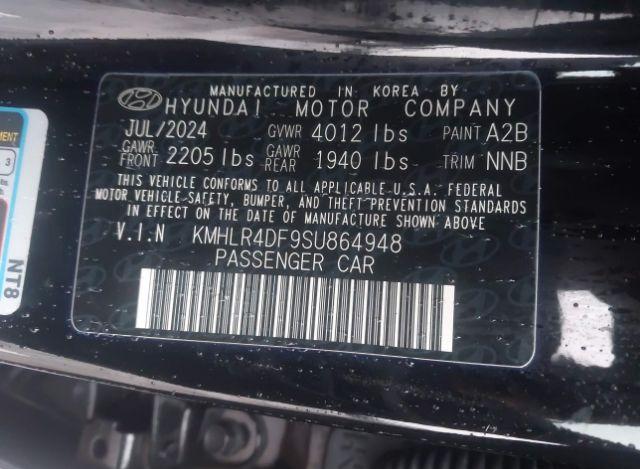 MANUFACTURED IN KOREA BY
HYUNDAI MOTOR COMPANY
JUL/2024 GVWR 4012 lbs PAINT A2B
GAWR FRONT 2205 lbs GAWR REAR 1940 lbs TRIM NNB
THIS VEHICLE CONFORMS TO ALL APPLICABLE U.S.A. FEDERAL
MOTOR VEHICLE SAFETY, BUMPER, AND THEFT PREVENTION STANDARDS
IN EFFECT ON THE DATE OF MANUFACTURE SHOWN ABOVE
V.I.N KMHLR4DF9SU864948
PASSENGER CAR
3
NT8